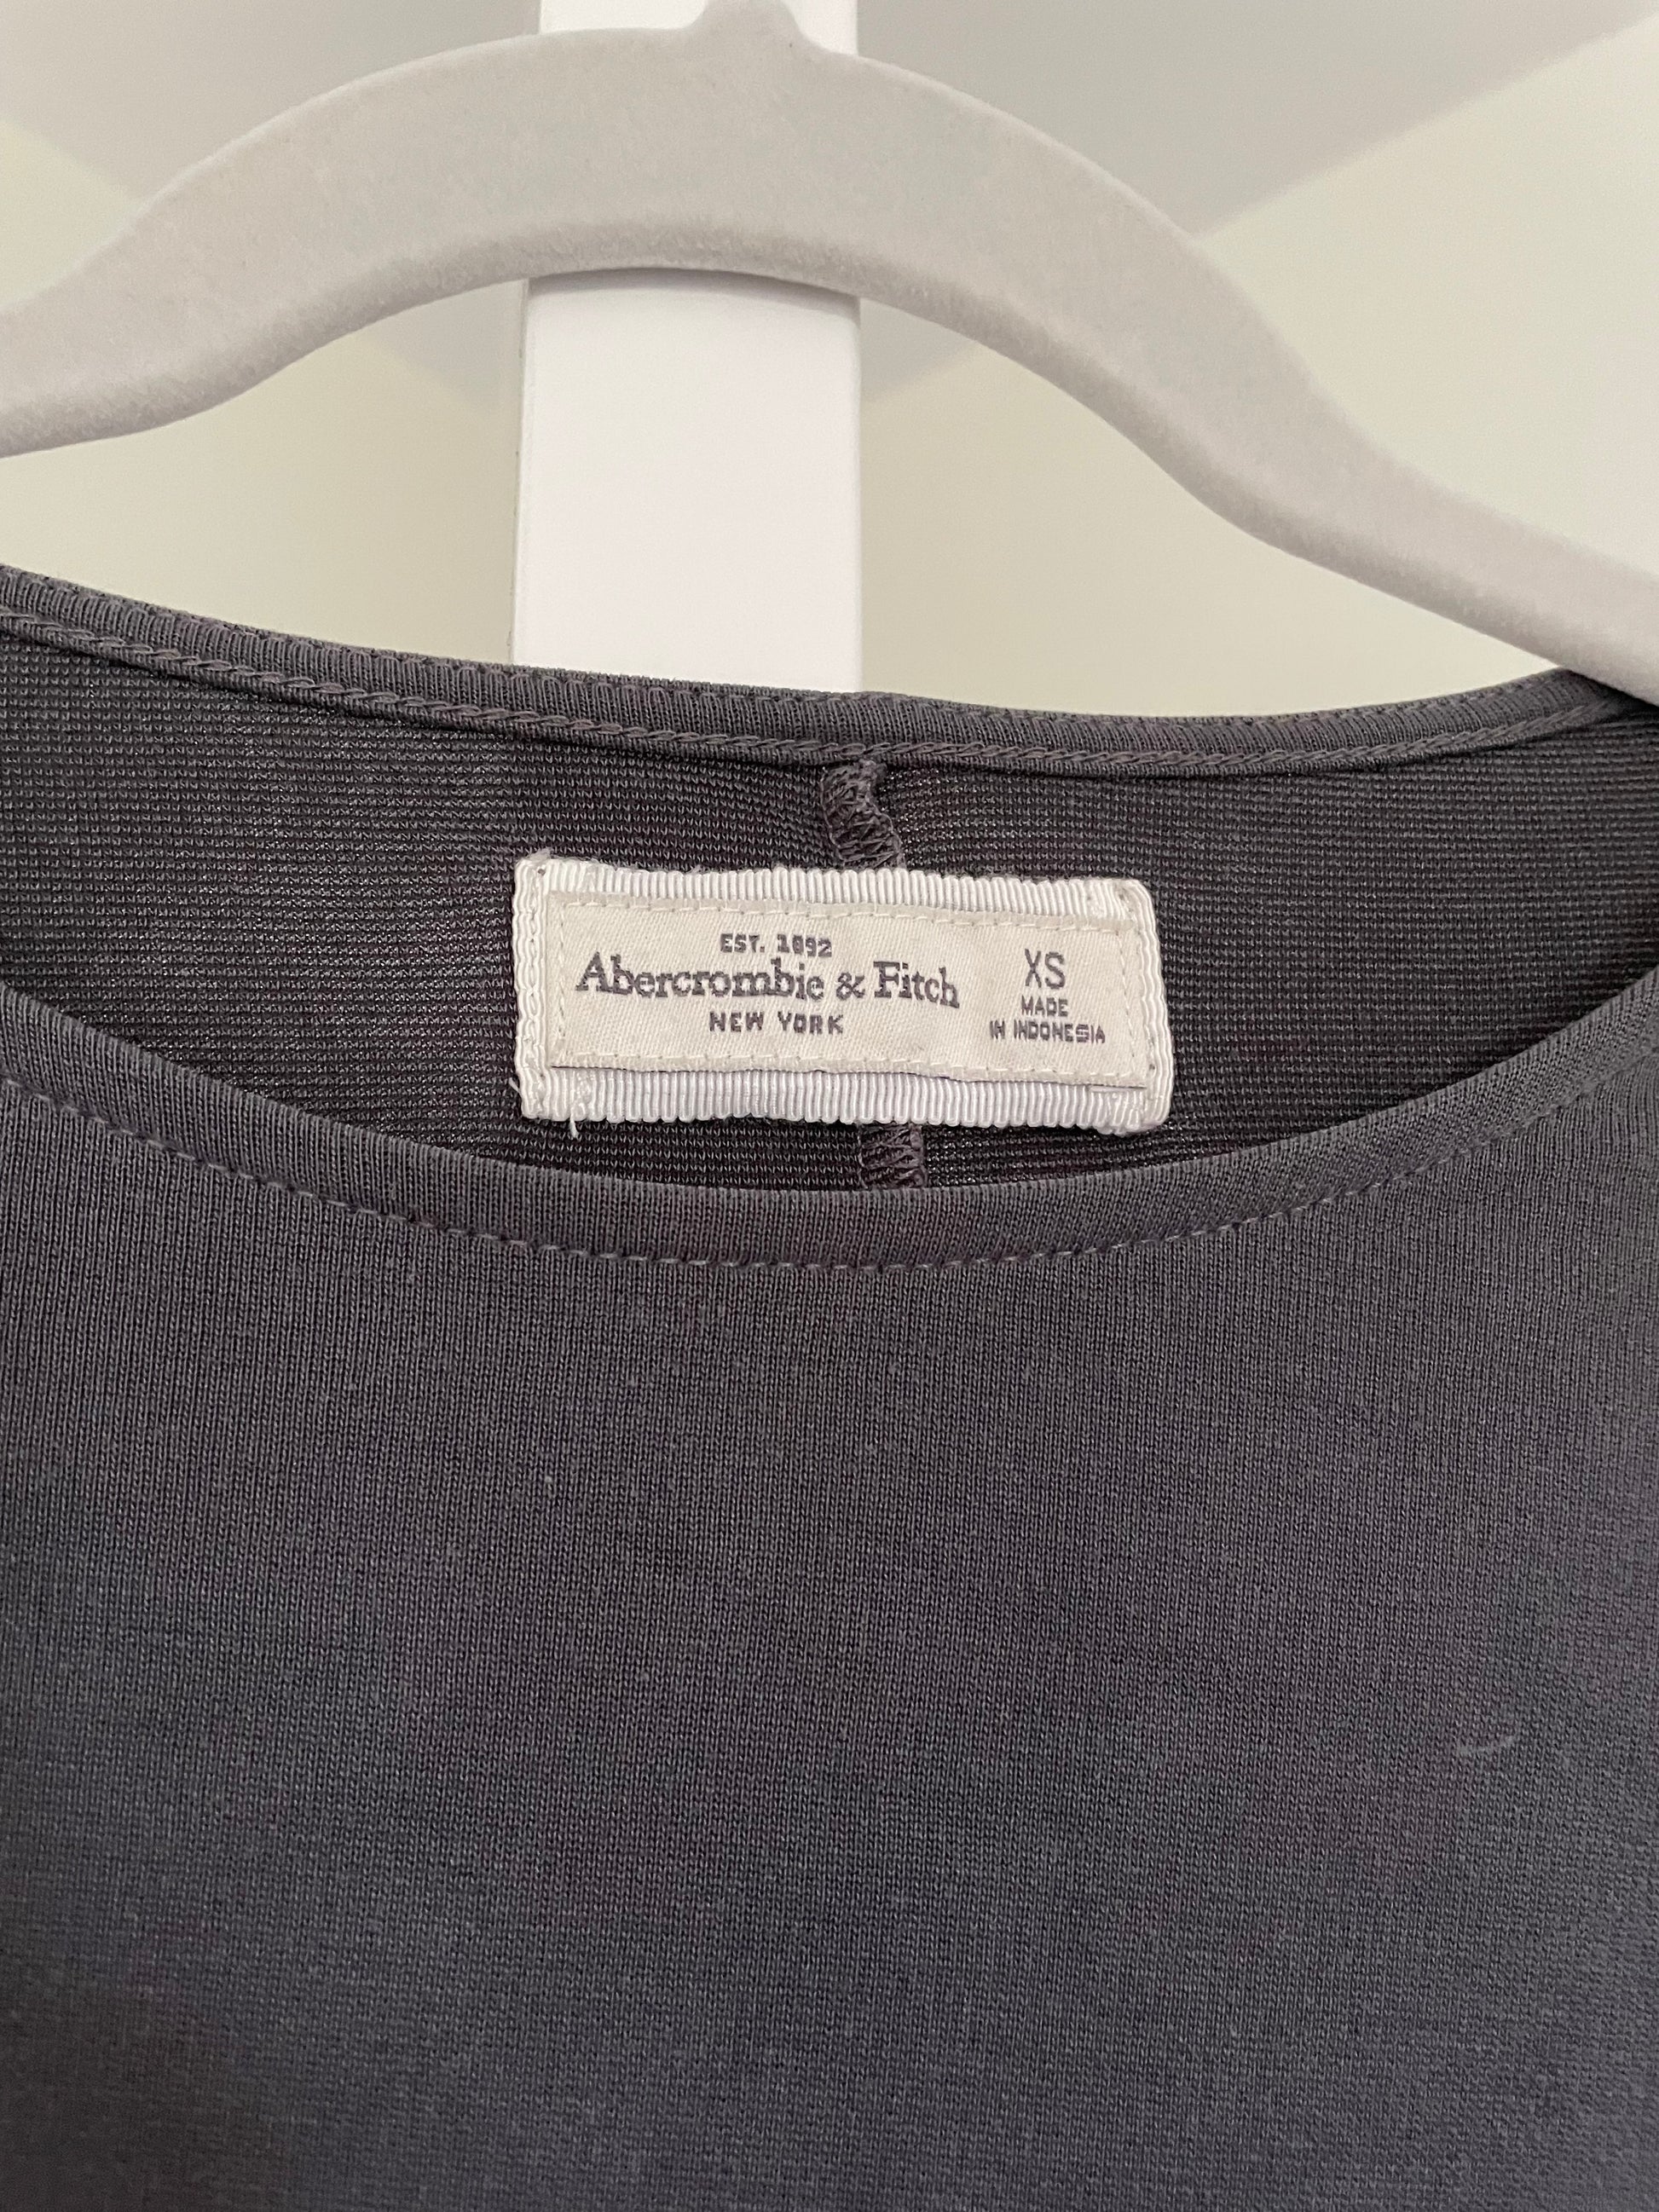 EST. 1892
Abercrombie & Fitch
NEW YORK
XS
MADE
IN INDONESIA